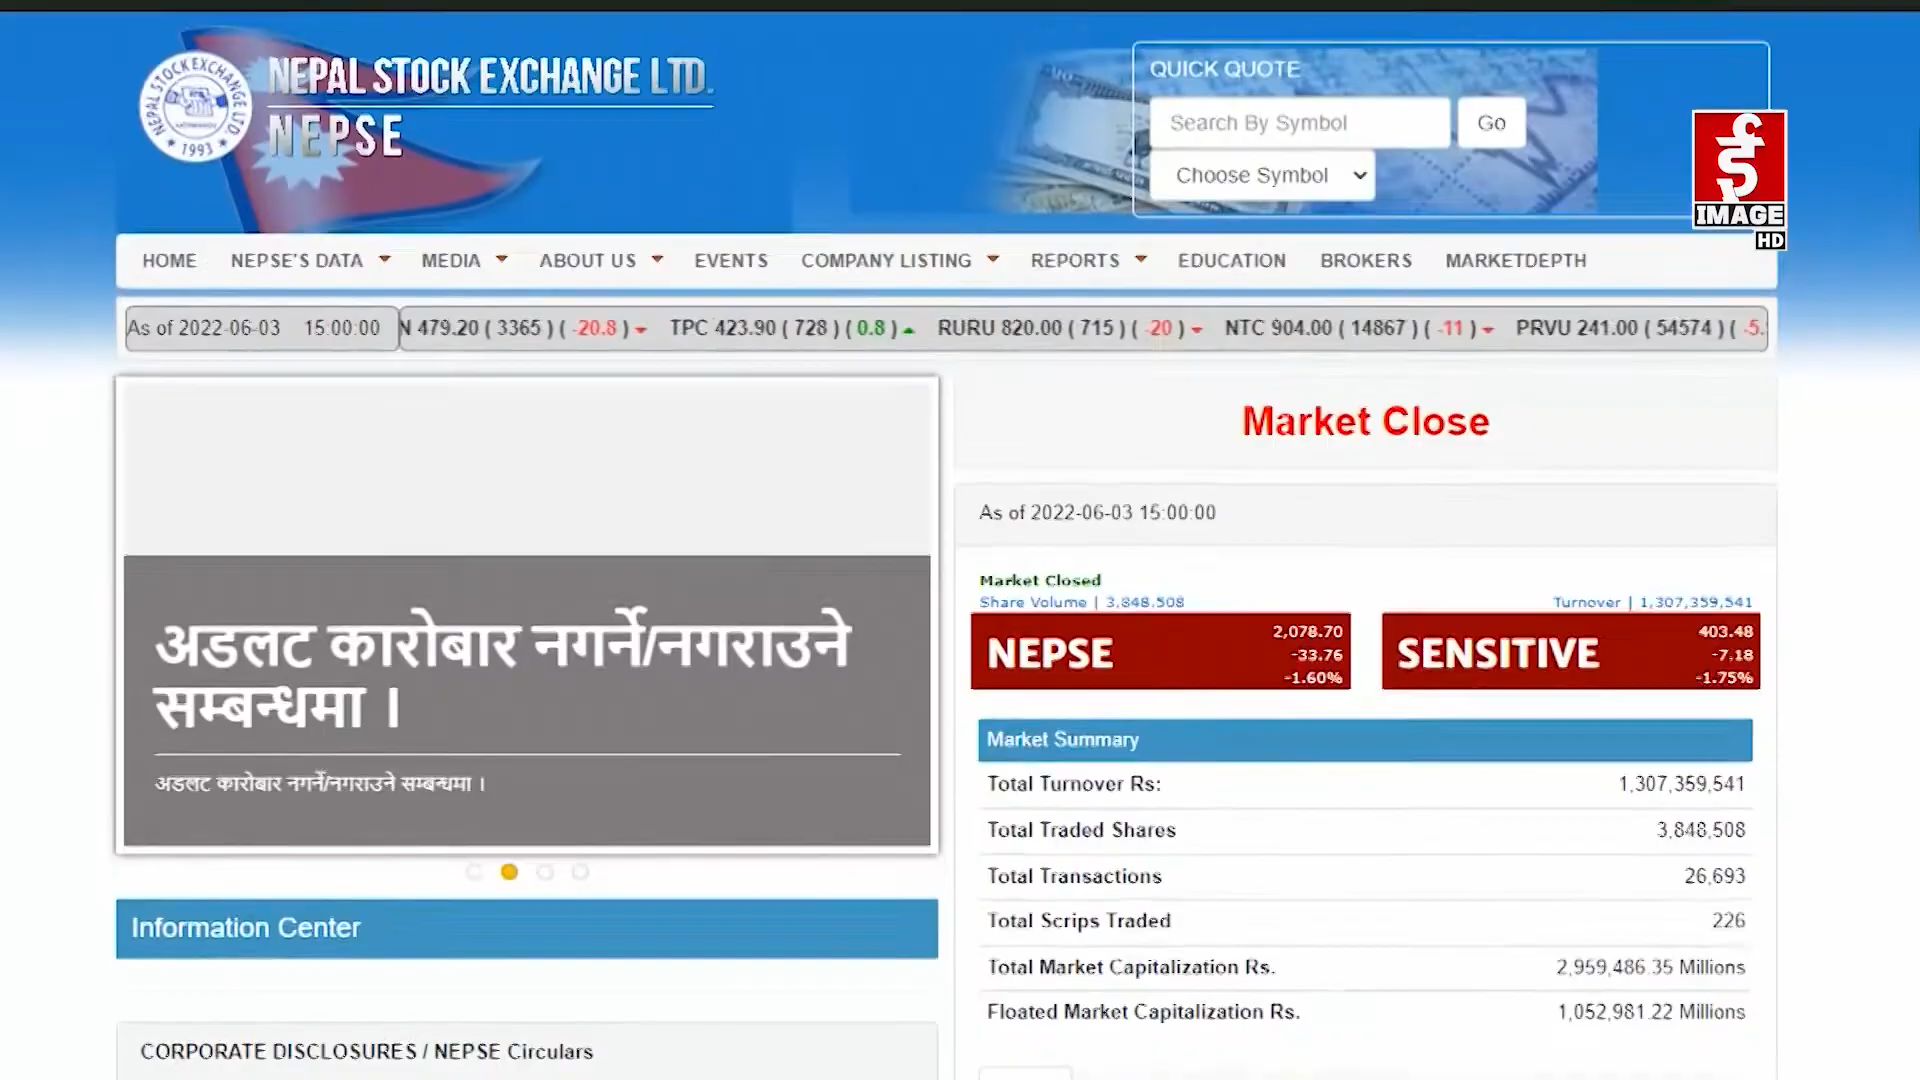 NEPAL STOCK EXCHANGE LTD.
NEPSE
NEPAL STOCK EXCHANGE LTD.
1993
QUICK QUOTE
Search By Symbol
Go
Choose Symbol
IMAGE
HD
HOME NEPSE'S DATA MEDIA ABOUT US EVENTS COMPANY LISTING REPORTS EDUCATION BROKERS MARKETDEPTH
As of 2022-06-03 15:00:00
N 479.20 ( 3365 ) ( -20.8 ) TPC 423.90 ( 728 ) ( 0.8 ) RURU 820.00 ( 715 ) ( -20 ) NTC 904.00 ( 14867 ) ( -11 ) PRVU 241.00 ( 54574 ) ( -5.
अडलट कारोबार नगर्ने/नगराउने
सम्बन्धमा ।
अडलट कारोबार नगर्ने/नगराउने सम्बन्धमा ।
Information Center
CORPORATE DISCLOSURES / NEPSE Circulars
Market Close
As of 2022-06-03 15:00:00
Market Closed
Share Volume | 3,848,508
Turnover | 1,307,359,541
NEPSE
2,078.70
-33.76
-1.60%
SENSITIVE
403.48
-7.18
-1.75%
Market Summary
Total Turnover Rs: 1,307,359,541
Total Traded Shares 3,848,508
Total Transactions 26,693
Total Scrips Traded 226
Total Market Capitalization Rs. 2,959,486.35 Millions
Floated Market Capitalization Rs. 1,052,981.22 Millions